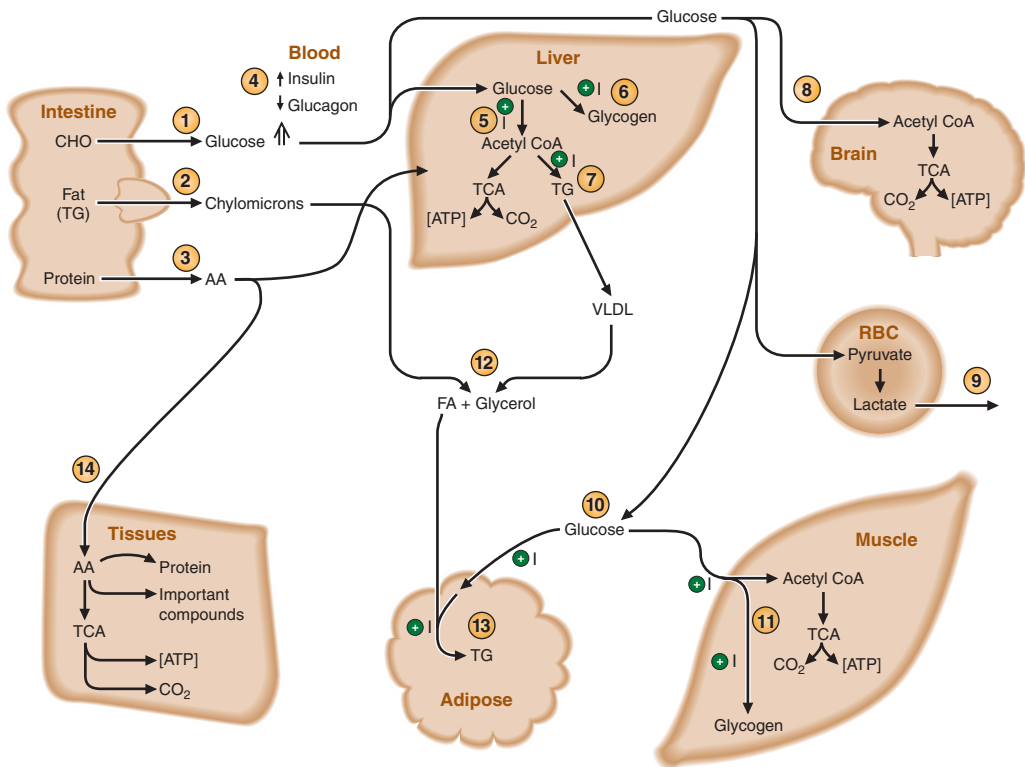 Glucose
Blood
4
Insulin
Glucagon
Intestine
CHO
1
Glucose
2
Fat
(TG)
Chylomicrons
3
Protein
AA
Liver
Glucose
+ I
6
Glycogen
5
+
I
Acetyl CoA
+ I
7
TCA
TG
[ATP]
CO2
VLDL
8
Acetyl CoA
Brain
TCA
CO2
[ATP]
RBC
Pyruvate
9
Lactate
12
FA + Glycerol
14
Tissues
AA
Protein
Important
compounds
TCA
[ATP]
CO2
10
Glucose
+ I
+ I
13
TG
Adipose
Muscle
+ I
Acetyl CoA
11
TCA
+ I
CO2
[ATP]
Glycogen